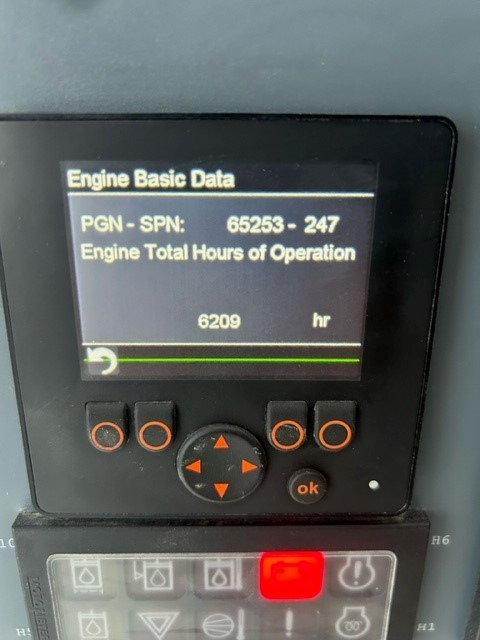 Engine Basic Data
PGN - SPN: 65253 - 247
Engine Total Hours of Operation
6209 hr
ok
H6
H1